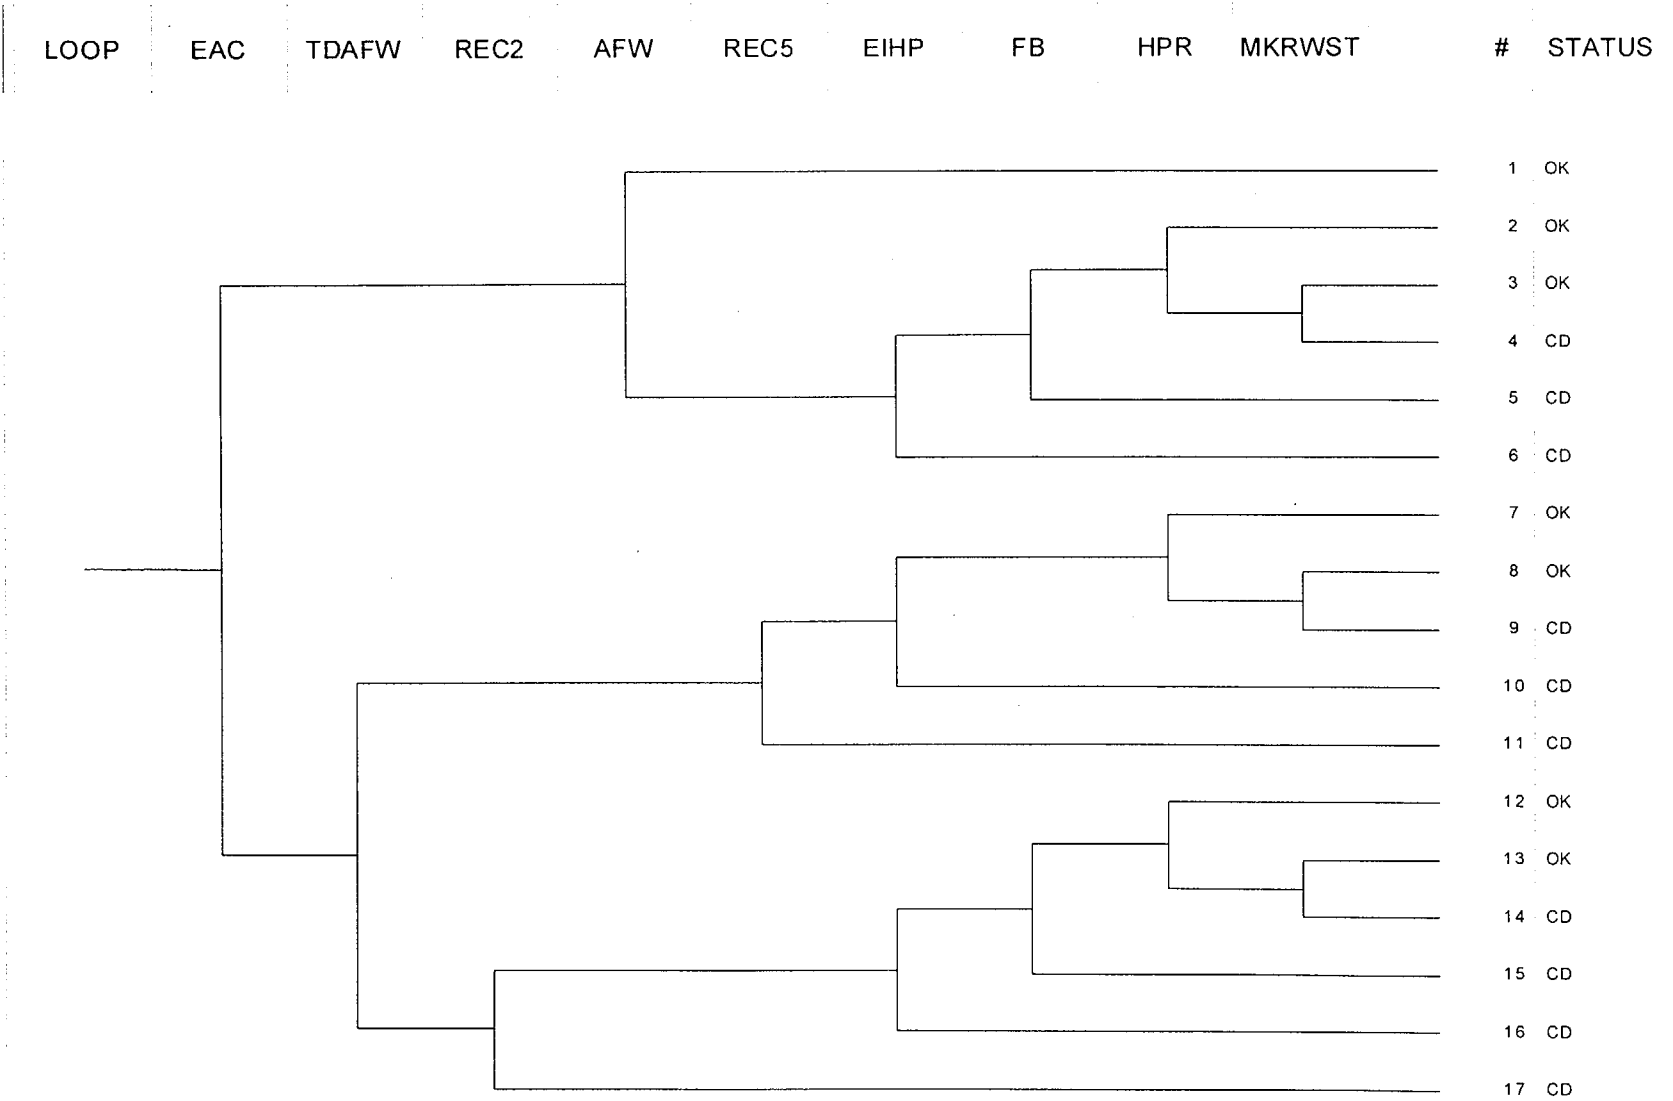 LOOP EAC TDAFW REC2 AFW REC5 EIHP FB HPR MKRWST # STATUS
1 OK
2 OK
3 OK
4 CD
5 CD
6 CD
7 OK
8 OK
9 CD
10 CD
11 CD
12 OK
13 OK
14 CD
15 CD
16 CD
17 CD